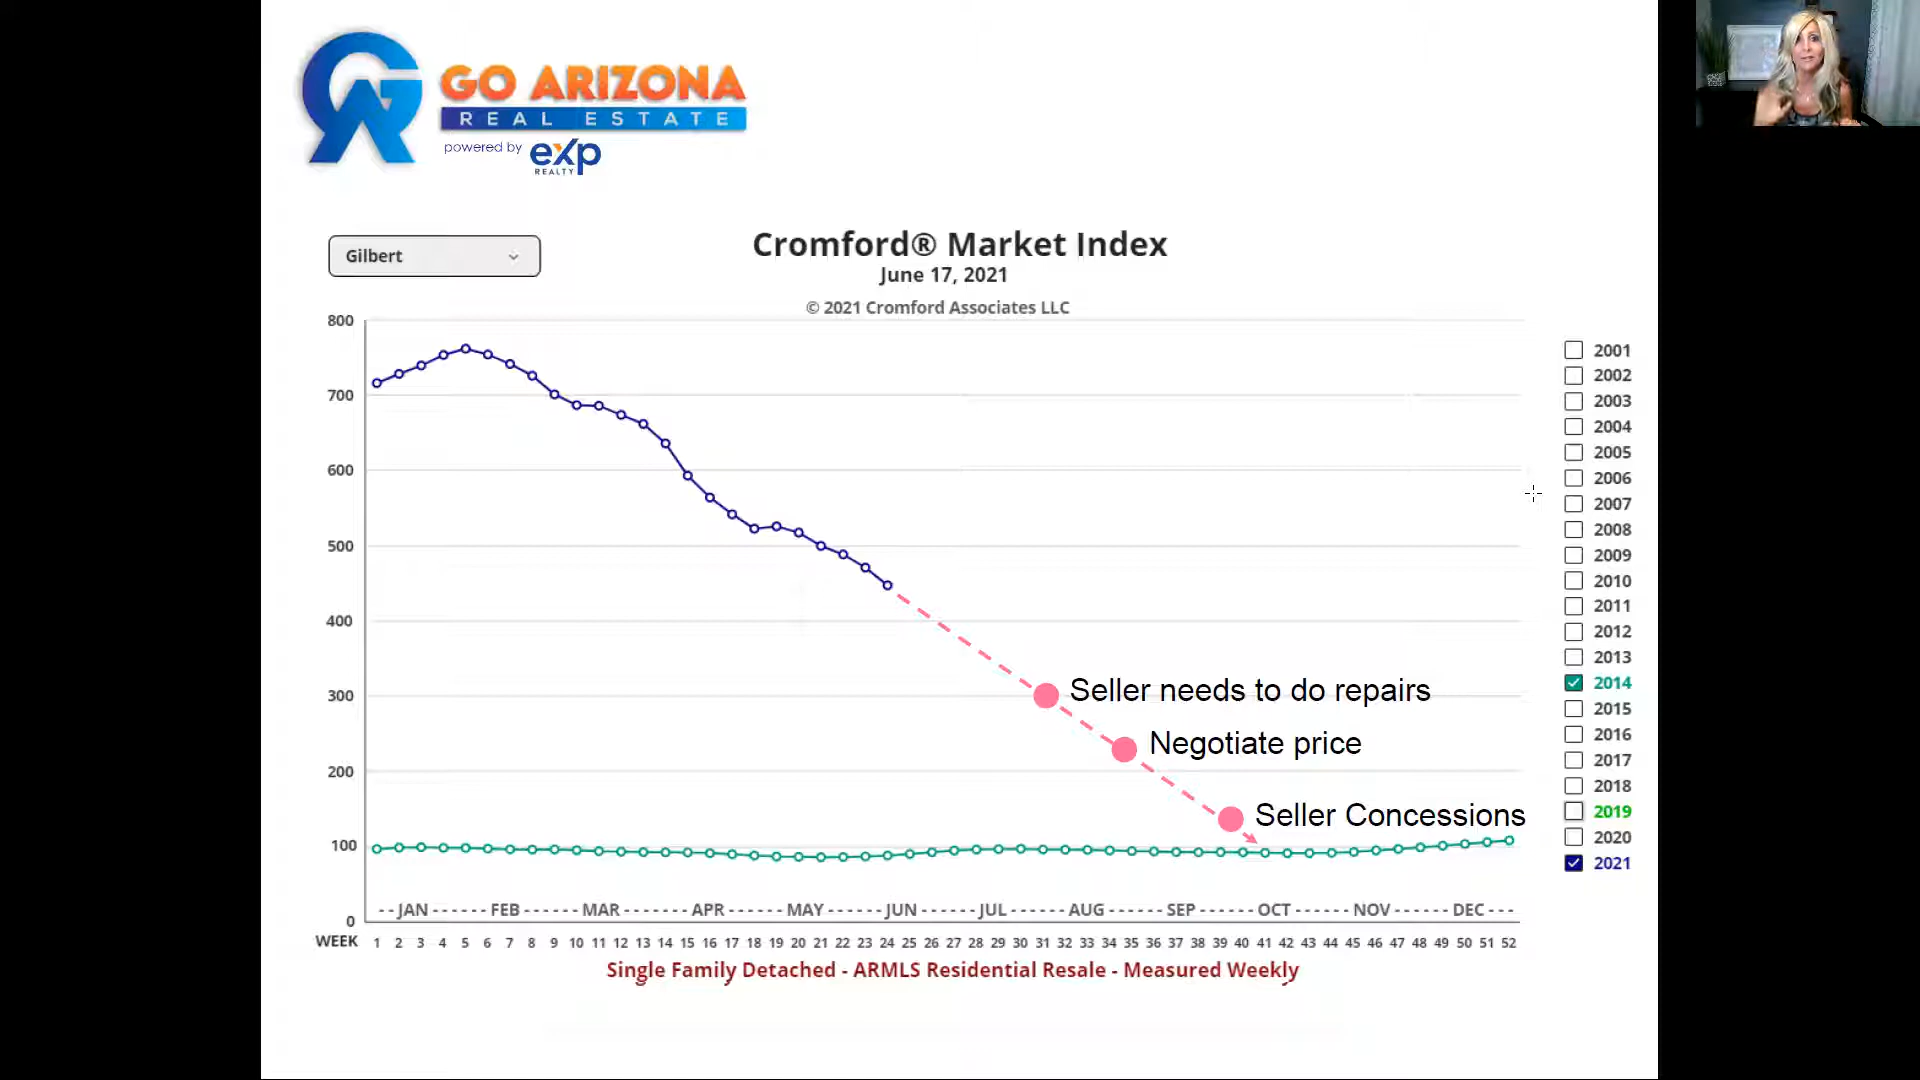 GO ARIZONA
REAL ESTATE
powered by eXp
REALTY
Gilbert
Cromford® Market Index
June 17, 2021
© 2021 Cromford Associates LLC
800
700
600
500
400
300
200
100
0
Seller needs to do repairs
Negotiate price
Seller Concessions
2001
2002
2003
2004
2005
2006
2007
2008
2009
2010
2011
2012
2013
2014
2015
2016
2017
2018
2019
2020
2021
- - JAN - - - - - - FEB - - - - - - MAR - - - - - - - APR - - - - - - MAY - - - - - - JUN - - - - - - JUL - - - - - - AUG - - - - - - SEP - - - - - - OCT - - - - - - NOV - - - - - - DEC - - -
WEEK 1 2 3 4 5 6 7 8 9 10 11 12 13 14 15 16 17 18 19 20 21 22 23 24 25 26 27 28 29 30 31 32 33 34 35 36 37 38 39 40 41 42 43 44 45 46 47 48 49 50 51 52
Single Family Detached - ARMLS Residential Resale - Measured Weekly